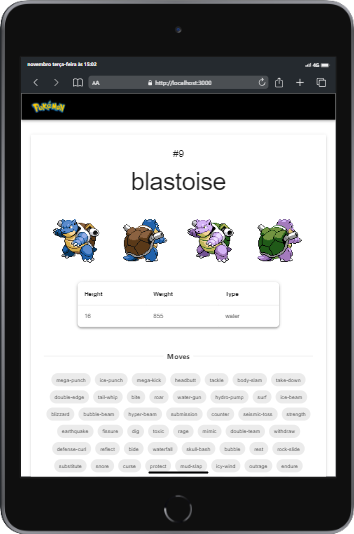 novembro terça-feira às 15:02
4G
AA
http://localhost:3000
Pokémon
#9
blastoise
Height Weight Type
16 855 water
Moves
mega-punch ice-punch mega-kick headbutt tackle body-slam take-down
double-edge tail-whip bite roar water-gun hydro-pump surf ice-beam
blizzard bubble-beam hyper-beam submission counter seismic-toss strength
earthquake fissure dig toxic rage mimic double-team withdraw
defense-curl reflect bide waterfall skull-bash bubble rest rock-slide
substitute snore curse protect mud-slap icy-wind outrage endure